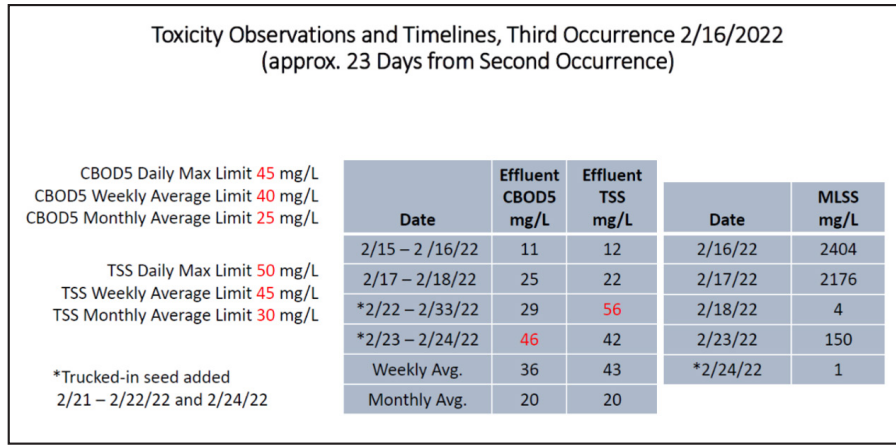 Toxicity Observations and Timelines, Third Occurrence 2/16/2022
(approx. 23 Days from Second Occurrence)
CBOD5 Daily Max Limit 45 mg/L
CBOD5 Weekly Average Limit 40 mg/L
CBOD5 Monthly Average Limit 25 mg/L
TSS Daily Max Limit 50 mg/L
TSS Weekly Average Limit 45 mg/L
TSS Monthly Average Limit 30 mg/L
*Trucked-in seed added
2/21 – 2/22/22 and 2/24/22
Date Effluent CBOD5 mg/L Effluent TSS mg/L
2/15 – 2 /16/22 11 12
2/17 – 2/18/22 25 22
*2/22 – 2/33/22 29 56
*2/23 – 2/24/22 46 42
Weekly Avg. 36 43
Monthly Avg. 20 20
Date MLSS mg/L
2/16/22 2404
2/17/22 2176
2/18/22 4
2/23/22 150
*2/24/22 1